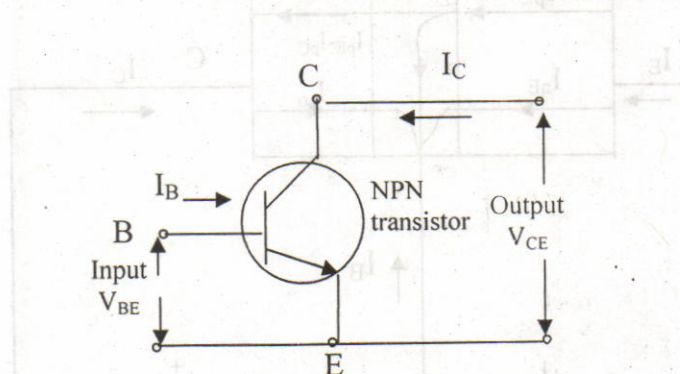 C
I_C
I_B
NPN
transistor
B
Output
V_CE
Input
V_BE
E